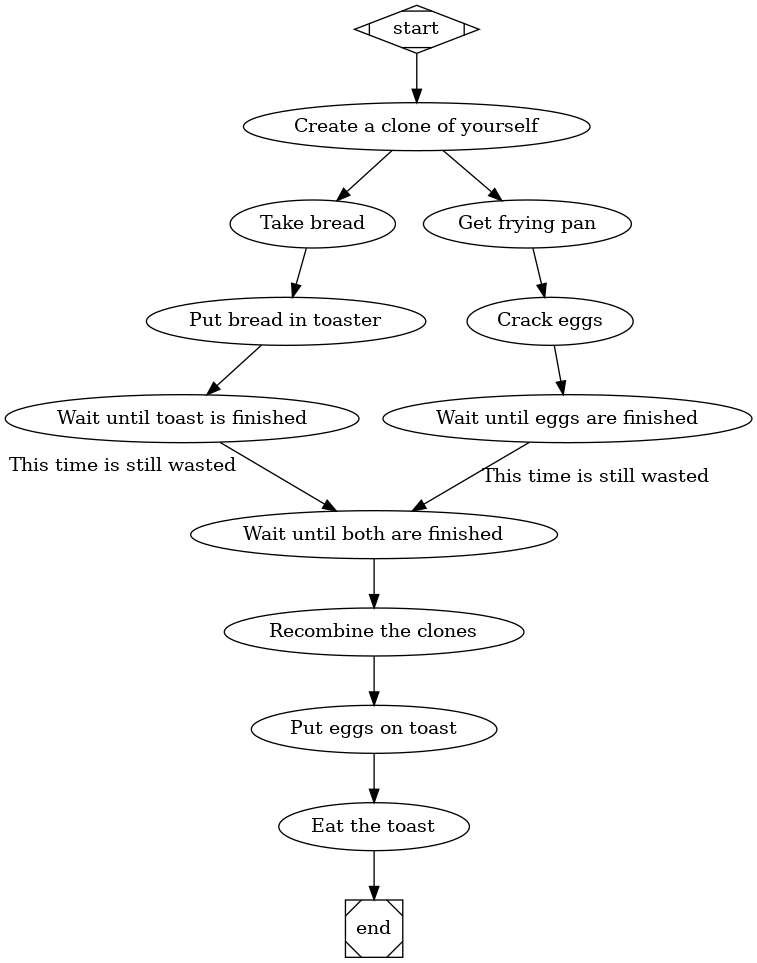 start
Create a clone of yourself
Take bread
Get frying pan
Put bread in toaster
Crack eggs
Wait until toast is finished
Wait until eggs are finished
This time is still wasted
This time is still wasted
Wait until both are finished
Recombine the clones
Put eggs on toast
Eat the toast
end